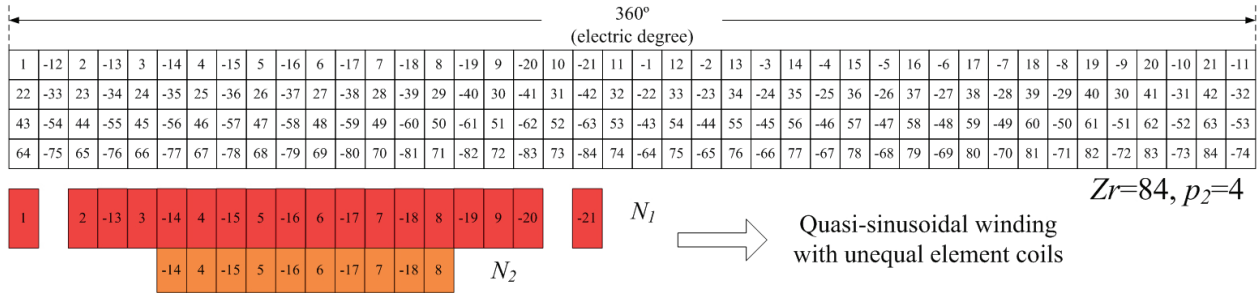 360º
(electric degree)
1 -12 2 -13 3 -14 4 -15 5 -16 6 -17 7 -18 8 -19 9 -20 10 -21 11 -1 12 -2 13 -3 14 -4 15 -5 16 -6 17 -7 18 -8 19 -9 20 -10 21 -11
22 -33 23 -34 24 -35 25 -36 26 -37 27 -38 28 -39 29 -40 30 -41 31 -42 32 -22 33 -23 34 -24 35 -25 36 -26 37 -27 38 -28 39 -29 40 30 41 -31 42 -32
43 -54 44 -55 45 -56 46 -57 47 -58 48 -59 49 -60 50 -61 51 -62 52 -63 53 -43 54 -44 55 -45 56 -46 57 -47 58 -48 59 -49 60 -50 61 -51 62 -52 63 -53
64 -75 65 -76 66 -77 67 -78 68 -79 69 -80 70 -81 71 -82 72 -83 73 -84 74 -64 75 -65 76 -66 77 -67 78 -68 79 -69 80 -70 81 -71 82 -72 83 -73 84 -74
Zr=84, p2=4
1 2 -13 3 -14 4 -15 5 -16 6 -17 7 -18 8 -19 9 -20 -21 N1
-14 4 -15 5 -16 6 -17 7 -18 8 N2
Quasi-sinusoidal winding
with unequal element coils